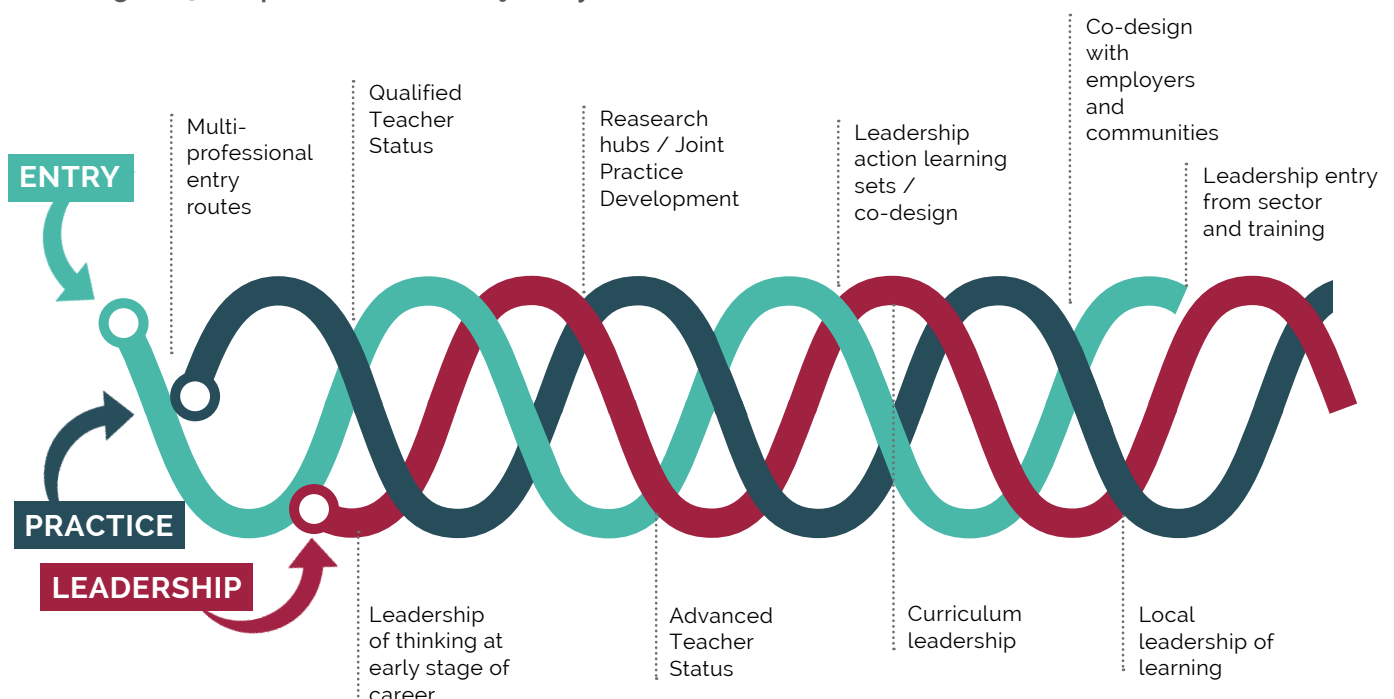 ENTRY
Multi-
professional
entry
routes
Qualified
Teacher
Status
Reasearch
hubs / Joint
Practice
Development
Leadership
action learning
sets /
co-design
Co-design
with
employers
and
communities
Leadership entry
from sector
and training
PRACTICE
LEADERSHIP
Leadership
of thinking at
early stage of
career
Advanced
Teacher
Status
Curriculum
leadership
Local
leadership of
learning